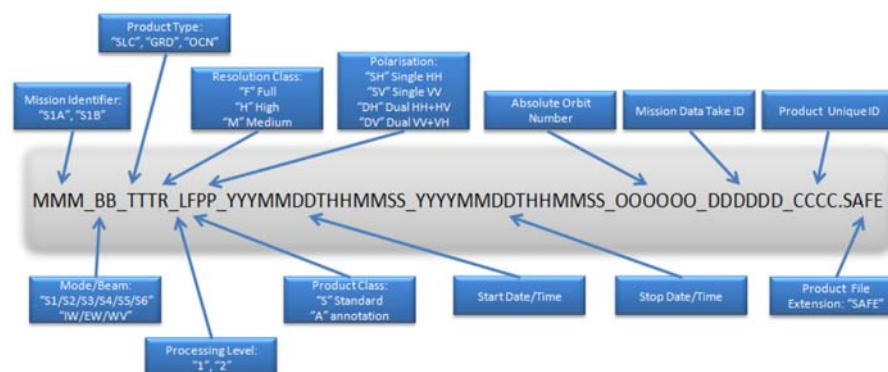 Product Type:
"SLC", "GRD", "OCN"
Resolution Class:
"F" Full
"H" High
"M" Medium
Polarisation:
"SH" Single HH
"SV" Single VV
"DH" Dual HH+HV
"DV" Dual VV+VH
Mission Identifier:
"S1A", "S1B"
Absolute Orbit
Number
Mission Data Take ID
Product Unique ID
MMM_BB_TTTR_LFPP_YYYMMDDTHHMMSS_YYYYMMDDTHHMMSS_OOOOOO_DDDDDD_CCCC.SAFE
Mode/Beam:
"S1/S2/S3/S4/S5/S6"
"IW/EW/WV"
Product Class:
"S" Standard
"A" annotation
Start Date/Time
Stop Date/Time
Product File
Extension: "SAFE"
Processing Level:
"1", "2"